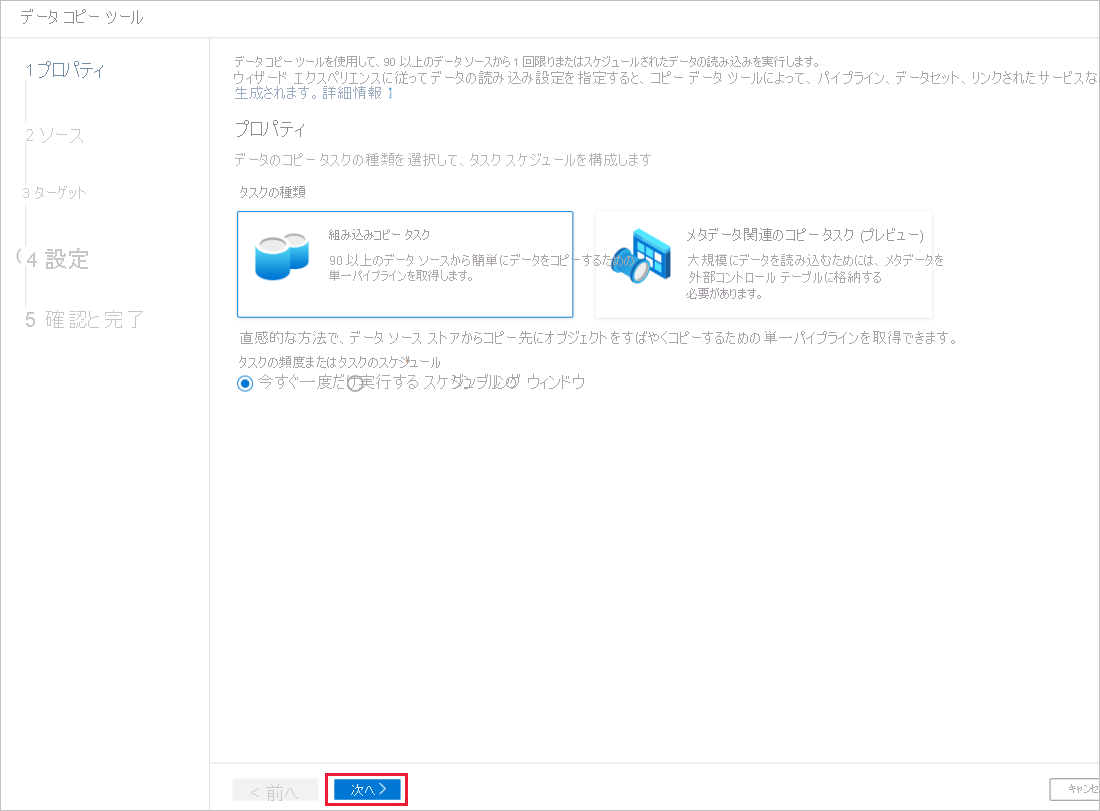 データ コピー ツール
1 プロパティ
2 ソース
3 ターゲット
4 設定
5 確認と完了
データ コピー ツールを使用して、90 以上のデータ ソースから 1 回限りまたはスケジュールされたデータの読み込みを実行します。
ウィザード エクスペリエンスに従ってデータの読み込み設定を指定すると、コピー データ ツールによって、パイプライン、データセット、リンクされたサービスな
生成されます。詳細情報
プロパティ
データのコピー タスクの種類を選択して、タスク スケジュールを構成します
タスクの種類
組み込みコピー タスク
90 以上のデータ ソースから簡単にデータをコピーするための
単一パイプラインを取得します。
メタデータ関連のコピー タスク (プレビュー)
大規模にデータを読み込むためには、メタデータを
外部コントロール テーブルに格納する
必要があります。
直感的な方法で、データ ソース ストアからコピー先にオブジェクトをすばやくコピーするための単一パイプラインを取得できます。
タスクの頻度またはタスクのスケジュール
今すぐ一度だけ実行する スケジ ウィンドウ
< 前へ
次へ >
キャンセ